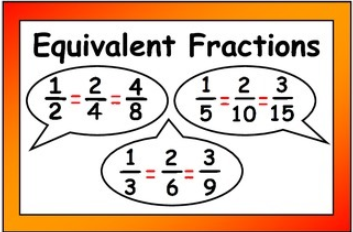 Equivalent Fractions
1/2 = 2/4 = 4/8
1/5 = 2/10 = 3/15
1/3 = 2/6 = 3/9